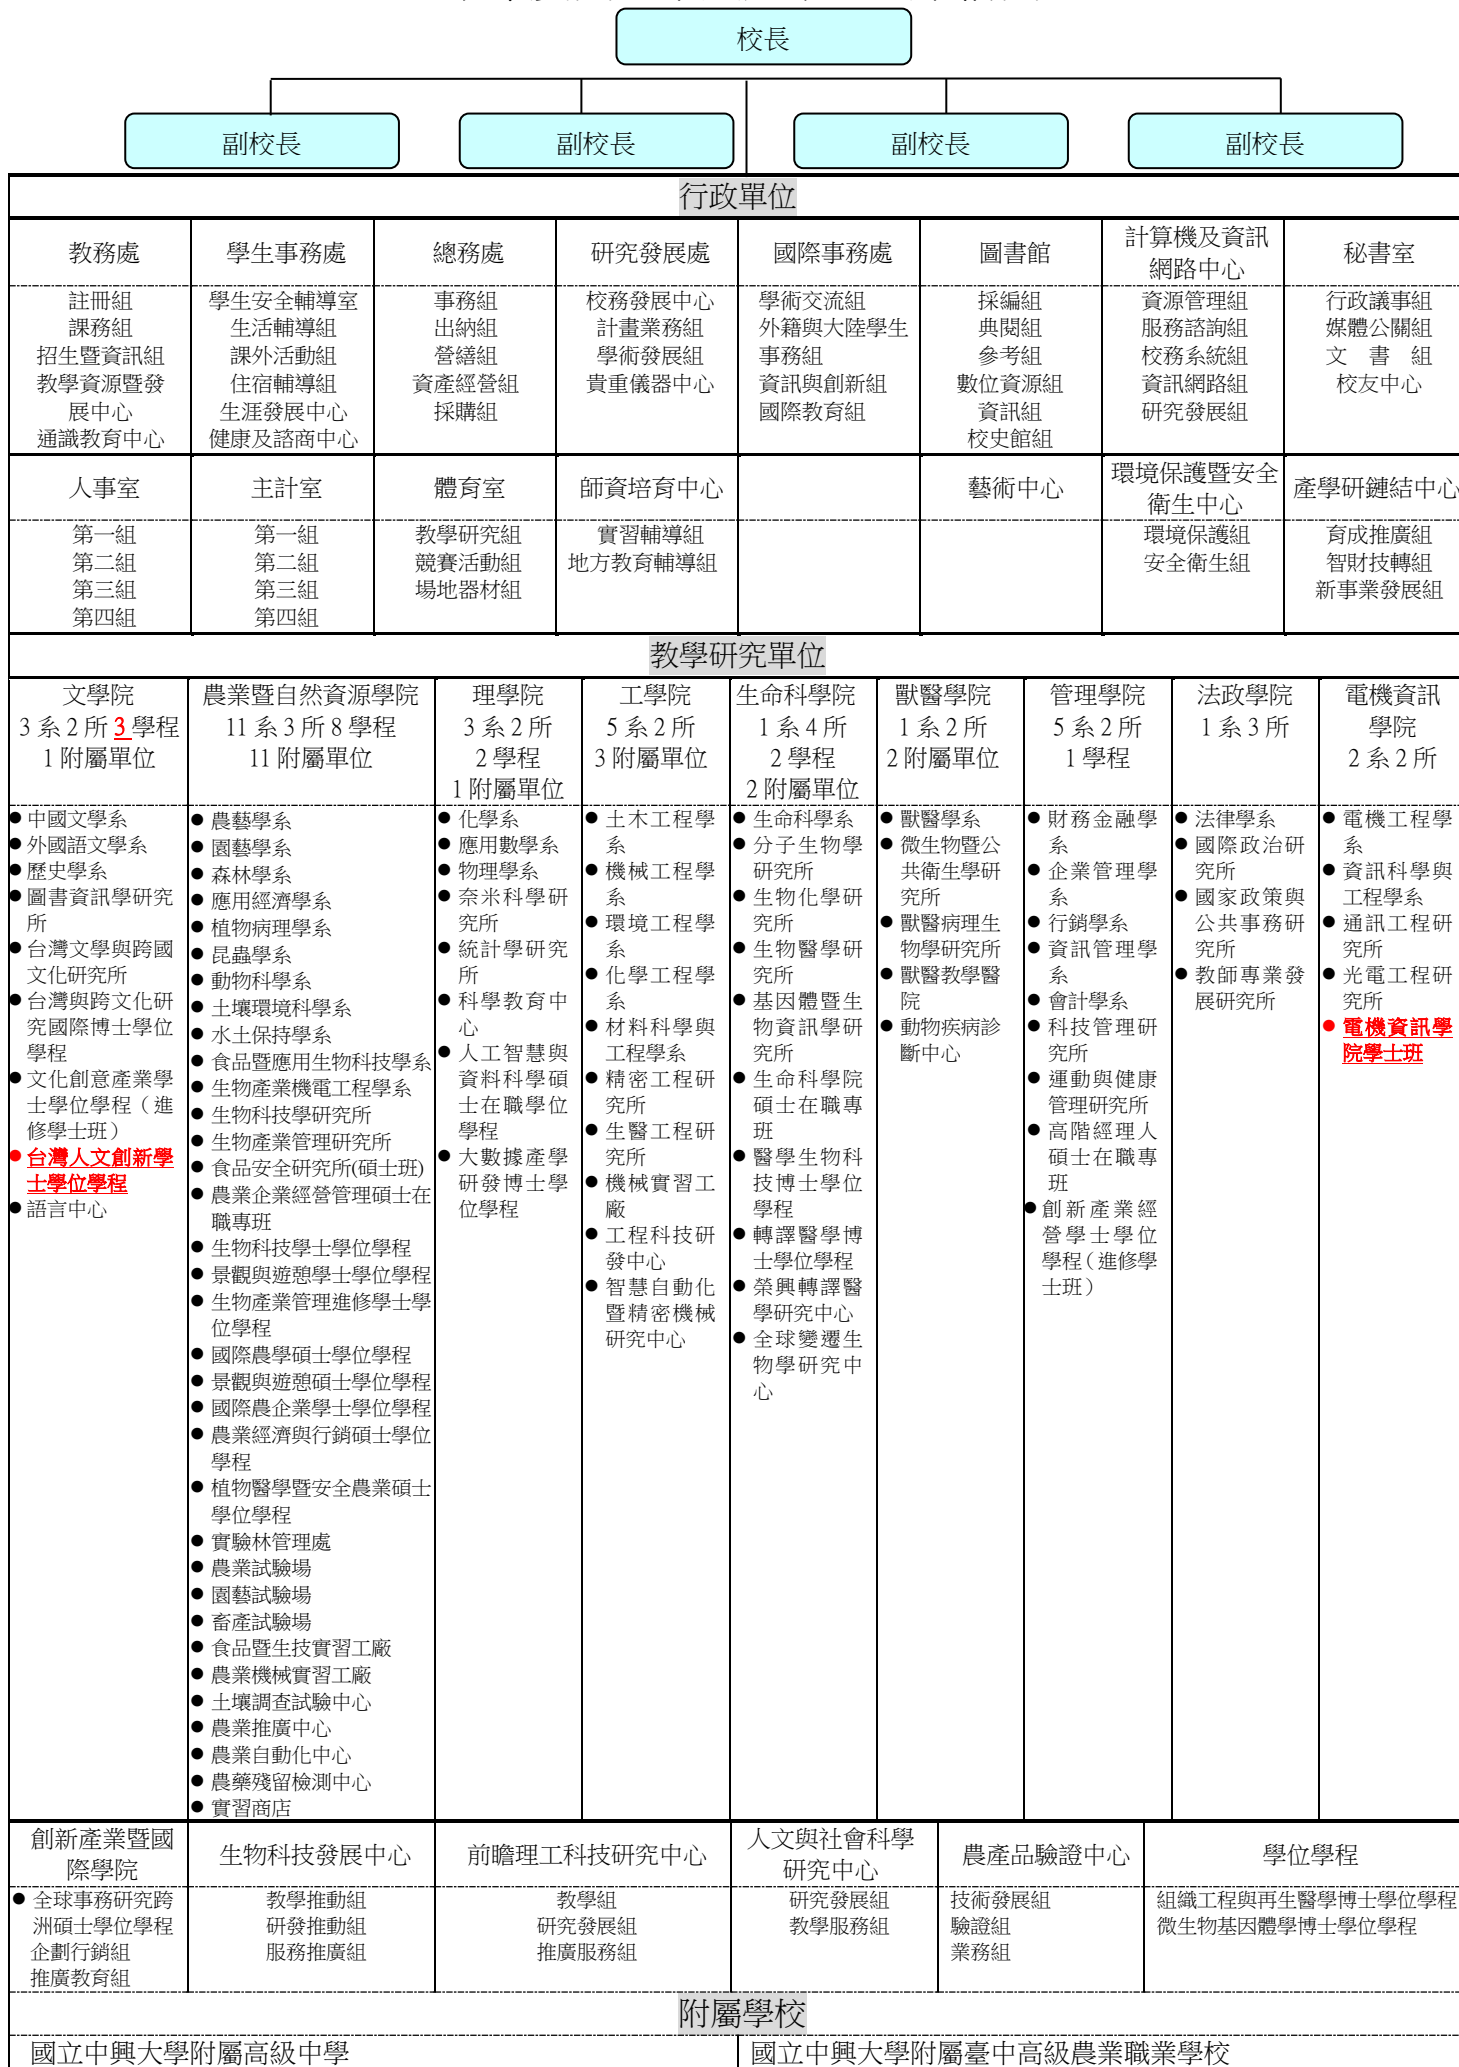 校長
副校長
副校長
副校長
副校長
行政單位
教務處
註冊組
課務組
招生暨資訊組
教學資源暨發
展中心
通識教育中心
學生事務處
學生安全輔導室
生活輔導組
課外活動組
住宿輔導組
生涯發展中心
健康及諮商中心
總務處
事務組
出納組
營繕組
資產經營組
採購組
研究發展處
校務發展中心
計畫業務組
學術發展組
貴重儀器中心
國際事務處
學術交流組
外籍與大陸學生
事務組
資訊與創新組
國際教育組
圖書館
採編組
典閱組
參考組
數位資源組
資訊組
校史館組
計算機及資訊
網路中心
資源管理組
服務諮詢組
校務系統組
資訊網路組
研究發展組
秘書室
行政議事組
媒體公關組
文 書 組
校友中心
人事室
第一組
第二組
第三組
第四組
主計室
第一組
第二組
第三組
第四組
體育室
教學研究組
競賽活動組
場地器材組
師資培育中心
實習輔導組
地方教育輔導組
藝術中心
環境保護暨安全
衛生中心
環境保護組
安全衛生組
產學研鏈結中心
育成推廣組
智財技轉組
新事業發展組
教學研究單位
文學院
3 系 2 所 3 學程
1 附屬單位
● 中國文學系
● 外國語文學系
● 歷史學系
● 圖書資訊學研究
所
● 台灣文學與跨國
文化研究所
● 台灣與跨文化研
究國際博士學位
學程
● 文化創意產業學
士學位學程（進
修學士班）
● 台灣人文創新學
士學位學程
● 語言中心
農業暨自然資源學院
11 系 3 所 8 學程
11 附屬單位
● 農藝學系
● 園藝學系
● 森林學系
● 應用經濟學系
● 植物病理學系
● 昆蟲學系
● 動物科學系
● 土壤環境科學系
● 水土保持學系
● 食品暨應用生物科技學系
● 生物產業機電工程學系
● 生物科技學研究所
● 生物產業管理研究所
● 食品安全研究所(碩士班)
● 農業企業經營管理碩士在
職專班
● 生物科技學士學位學程
● 景觀與遊憩學士學位學程
● 生物產業管理進修學士學
位學程
● 國際農學碩士學位學程
● 景觀與遊憩碩士學位學程
● 國際農企業學士學位學程
● 農業經濟與行銷碩士學位
學程
● 植物醫學暨安全農業碩士
學位學程
● 實驗林管理處
● 農業試驗場
● 園藝試驗場
● 畜產試驗場
● 食品暨生技實習工廠
● 農業機械實習工廠
● 土壤調查試驗中心
● 農業推廣中心
● 農業自動化中心
● 農藥殘留檢測中心
● 實習商店
理學院
3 系 2 所
2 學程
1 附屬單位
● 化學系
● 應用數學系
● 物理學系
● 奈米科學研
究所
● 統計學研究
所
● 科學教育中
心
● 人工智慧與
資料科學碩
士在職學位
學程
● 大數據產學
研發博士學
位學程
工學院
5 系 2 所
3 附屬單位
● 土木工程學
系
● 機械工程學
系
● 環境工程學
系
● 化學工程學
系
● 材料科學與
工程學系
● 精密工程研
究所
● 生醫工程研
究所
● 機械實習工
廠
● 工程科技研
發中心
● 智慧自動化
暨精密機械
研究中心
生命科學院
1 系 4 所
2 學程
2 附屬單位
● 生命科學系
● 分子生物學
研究所
● 生物化學研
究所
● 生物醫學研
究所
● 基因體暨生
物資訊學研
究所
● 生命科學院
碩士在職專
班
● 醫學生物科
技博士學位
學程
● 轉譯醫學博
士學位學程
● 榮興轉譯醫
學研究中心
● 全球變遷生
物學研究中
心
獸醫學院
1 系 2 所
2 附屬單位
● 獸醫學系
● 微生物暨公
共衛生學研
究所
● 獸醫病理生
物學研究所
● 獸醫教學醫
院
● 動物疾病診
斷中心
管理學院
5 系 2 所
1 學程
● 財務金融學
系
● 企業管理學
系
● 行銷學系
● 資訊管理學
系
● 會計學系
● 科技管理研
究所
● 運動與健康
管理研究所
● 高階經理人
碩士在職專
班
● 創新產業經
營學士學位
學程（進修學
士班）
法政學院
1 系 3 所
● 法律學系
● 國際政治研
究所
● 國家政策與
公共事務研
究所
● 教師專業發
展研究所
電機資訊
學院
2 系 2 所
● 電機工程學
系
● 資訊科學與
工程學系
● 通訊工程研
究所
● 光電工程研
究所
● 電機資訊學
院學士班
創新產業暨國
際學院
● 全球事務研究跨
洲碩士學位學程
企劃行銷組
推廣教育組
生物科技發展中心
教學推動組
研發推動組
服務推廣組
前瞻理工科技研究中心
教學組
研究發展組
推廣服務組
人文與社會科學
研究中心
研究發展組
教學服務組
農產品驗證中心
技術發展組
驗證組
業務組
學位學程
組織工程與再生醫學博士學位學程
微生物基因體學博士學位學程
附屬學校
國立中興大學附屬高級中學
國立中興大學附屬臺中高級農業職業學校